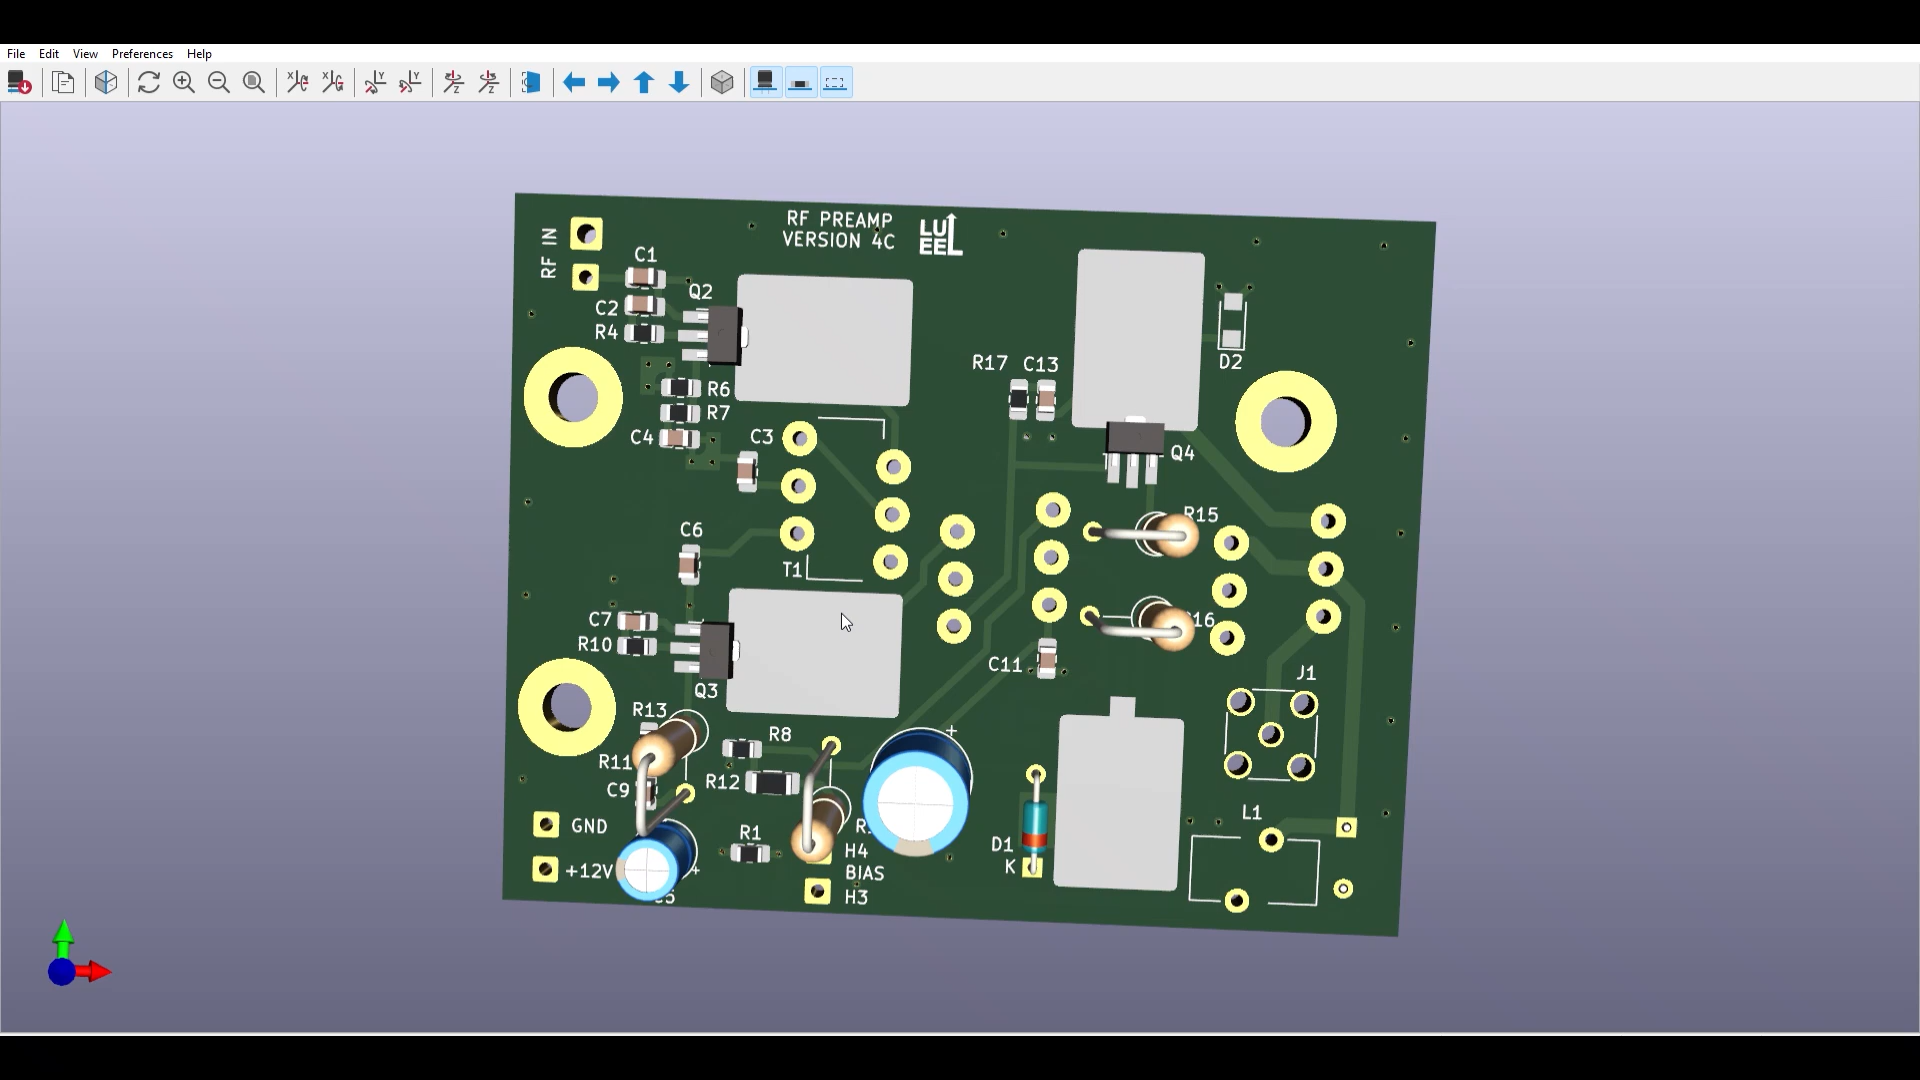 File Edit View Preferences Help
RF PREAMP
VERSION 4C
LU
EEL
RF IN
C1
Q2
C2
R4
R17 C13
D2
R6
R7
C4
C3
Q4
R15
C6
T1
C7
R10
16
C11
Q3
J1
R13
R8
+
R11
R12
C9
L1
GND
R1
D1
H4
K
BIAS
+12V
+
H3